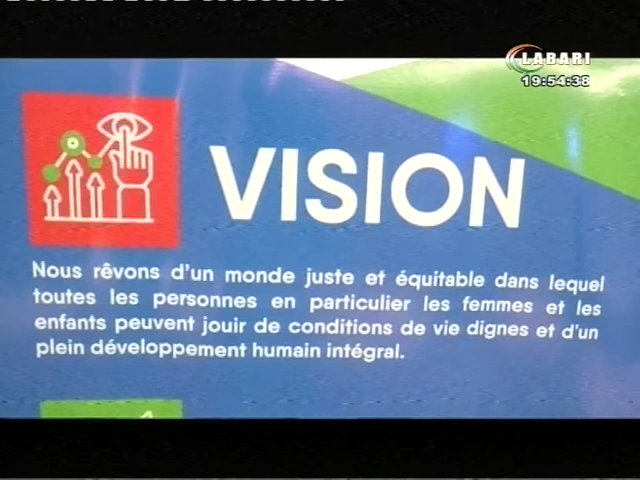 LABARI
19:54:38
VISION
Nous rêvons d'un monde juste et équitable dans lequel
toutes les personnes en particulier les femmes et les
enfants peuvent jouir de conditions de vie dignes et d'un
plein développement humain intégral.